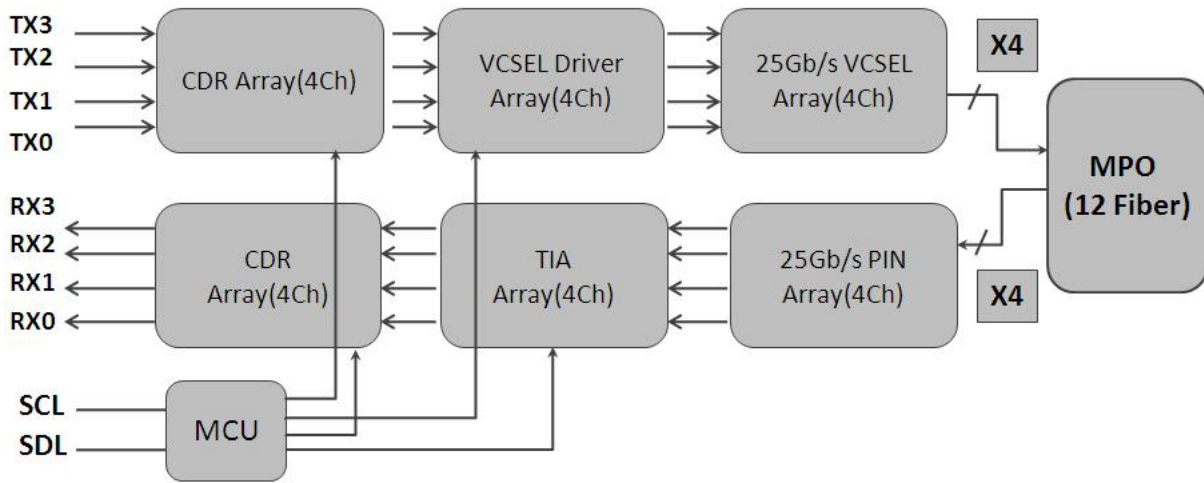 TX3
TX2
TX1
TX0
CDR Array(4Ch)
VCSEL Driver
Array(4Ch)
25Gb/s VCSEL
Array(4Ch)
X4
MPO
(12 Fiber)
RX3
RX2
RX1
RX0
CDR
Array(4Ch)
TIA
Array(4Ch)
25Gb/s PIN
Array(4Ch)
X4
SCL
SDL
MCU